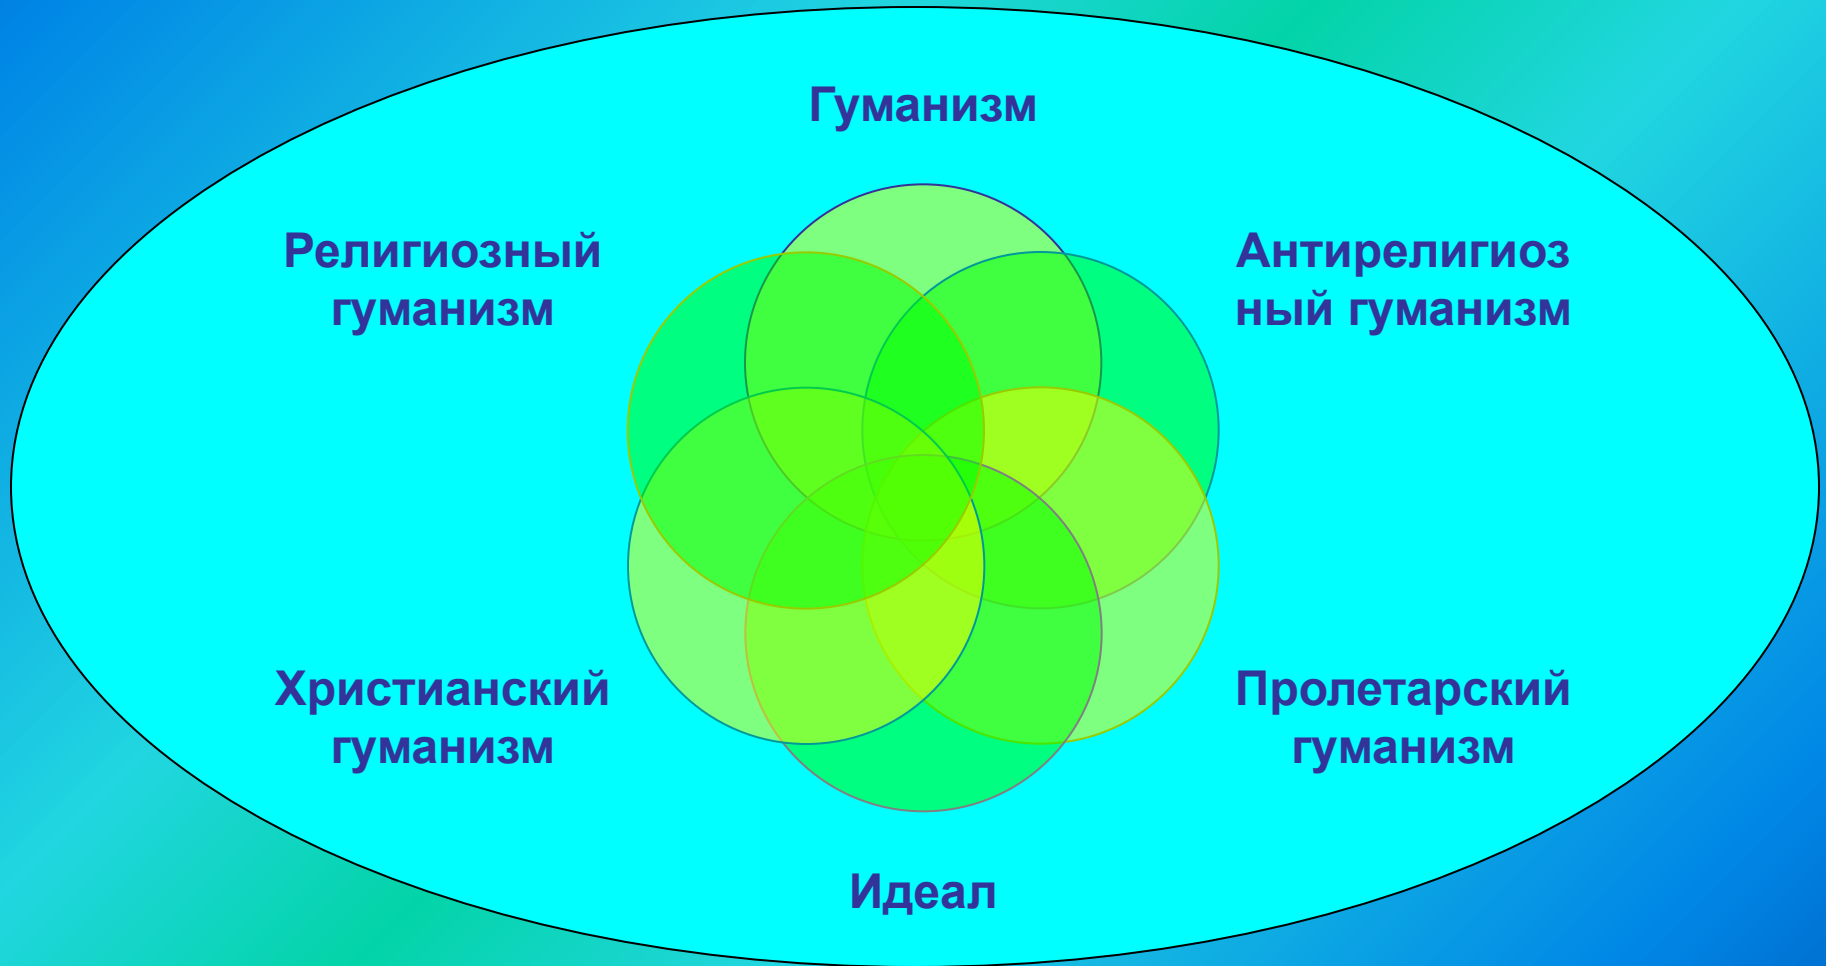 Гуманизм
Религиозный
гуманизм
Антирелигиоз
ный гуманизм
Христианский
гуманизм
Пролетарский
гуманизм
Идеал